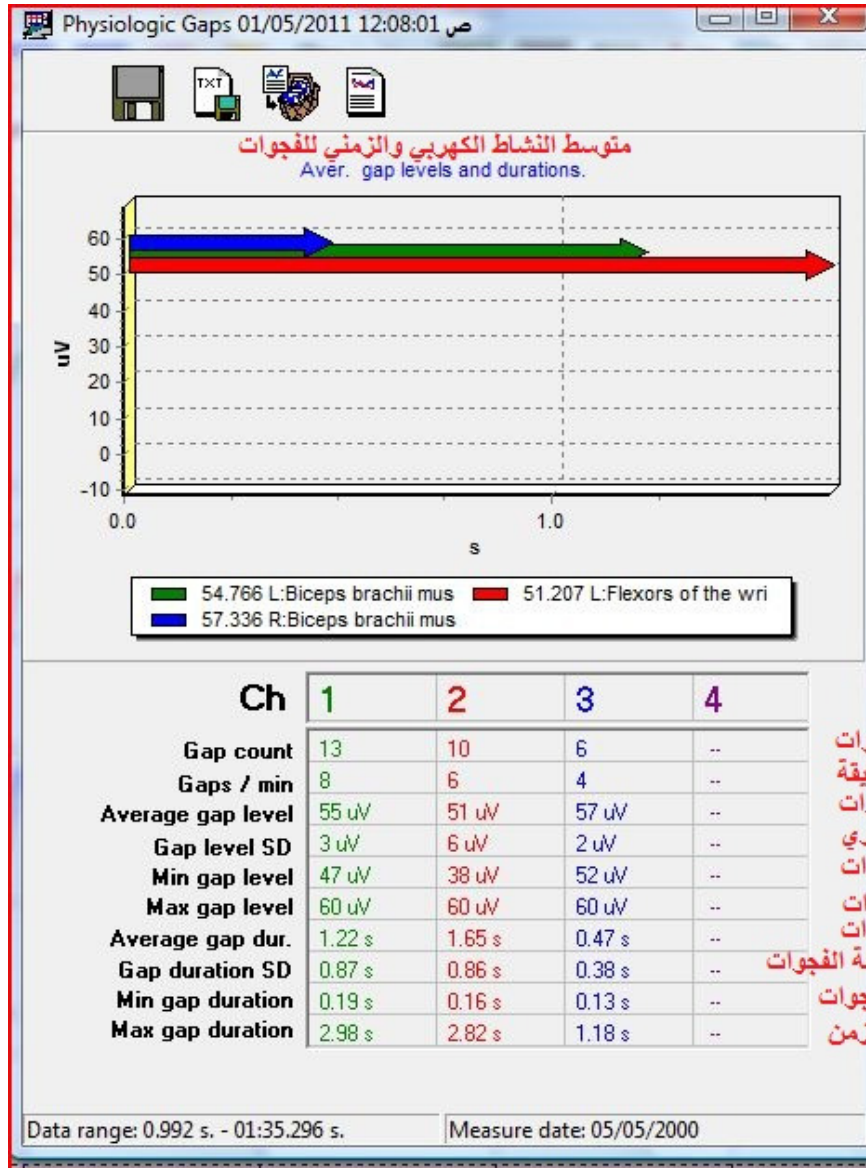 Physiologic Gaps 01/05/2011 12:08:01 ص
TXT
متوسط النشاط الكهربي والزمني للفجوات
Aver. gap levels and durations.
60
50
40
30
20
10
0
-10
uV
0.0 1.0
s
54.766 L:Biceps brachii mus 51.207 L:Flexors of the wri
57.336 R:Biceps brachii mus
Ch 1 2 3 4
Gap count 13 10 6 --
Gaps / min 8 6 4 --
Average gap level 55 uV 51 uV 57 uV --
Gap level SD 3 uV 6 uV 2 uV --
Min gap level 47 uV 38 uV 52 uV --
Max gap level 60 uV 60 uV 60 uV --
Average gap dur. 1.22 s 1.65 s 0.47 s --
Gap duration SD 0.87 s 0.86 s 0.38 s -- الفجوات
Min gap duration 0.19 s 0.16 s 0.13 s --
Max gap duration 2.98 s 2.82 s 1.18 s --
Data range: 0.992 s. - 01:35.296 s. Measure date: 05/05/2000